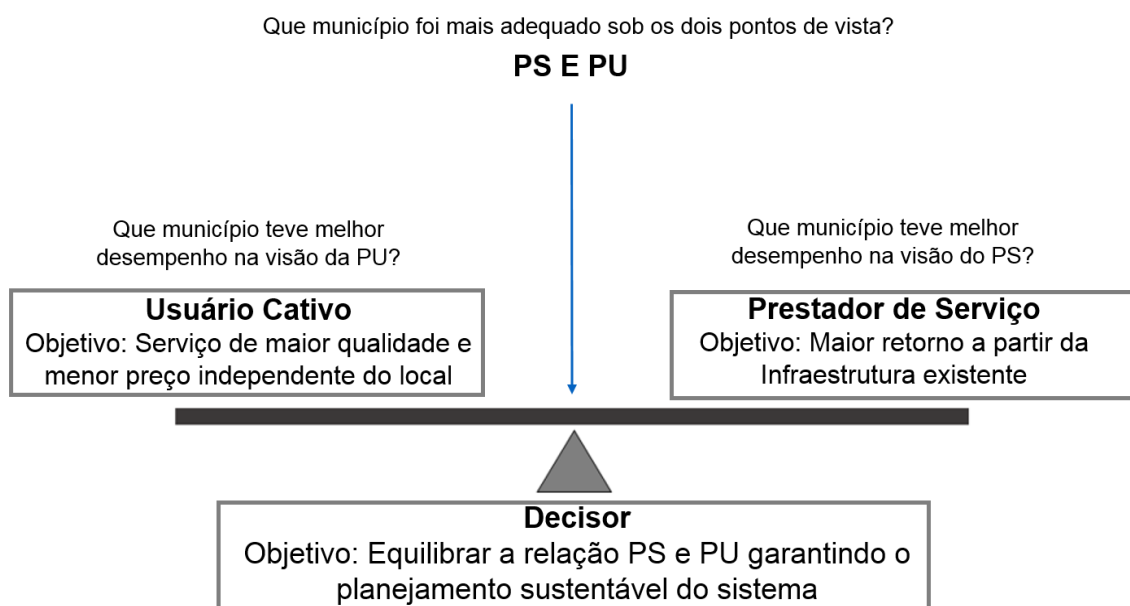 Que município foi mais adequado sob os dois pontos de vista?
PS E PU
Que município teve melhor
desempenho na visão da PU?
Usuário Cativo
Objetivo: Serviço de maior qualidade e
menor preço independente do local
Que município teve melhor
desempenho na visão do PS?
Prestador de Serviço
Objetivo: Maior retorno a partir da
Infraestrutura existente
Decisor
Objetivo: Equilibrar a relação PS e PU garantindo o
planejamento sustentável do sistema